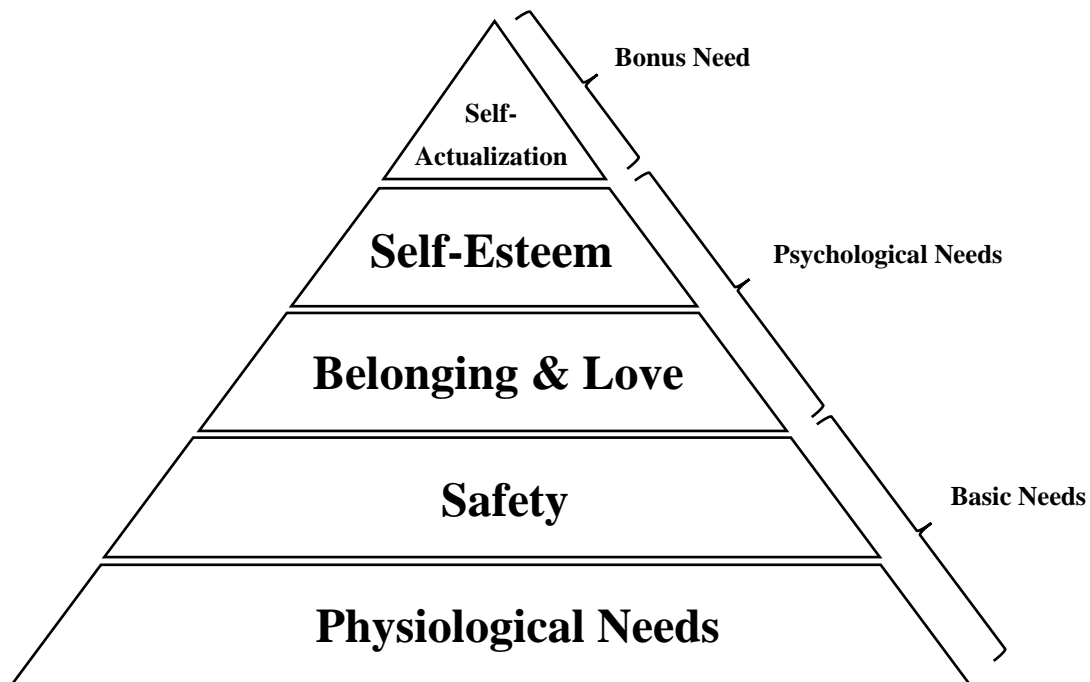 Bonus Need
Self-
Actualization
Self-Esteem
Psychological Needs
Belonging & Love
Safety
Basic Needs
Physiological Needs